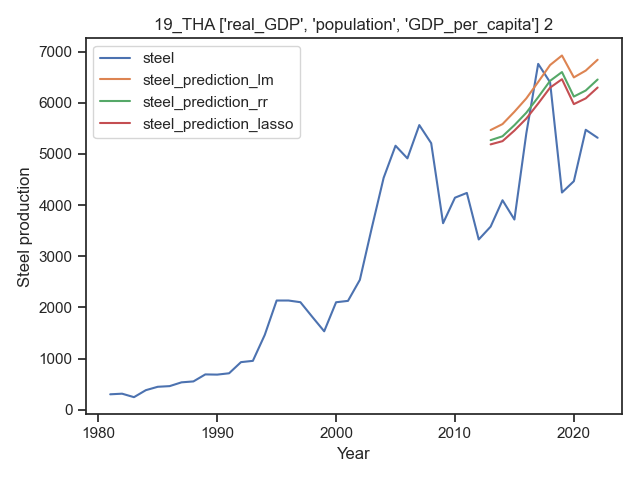 19_THA ['real_GDP', 'population', 'GDP_per_capita'] 2
steel
steel_prediction_lm
steel_prediction_rr
steel_prediction_lasso
Steel production
7000
6000
5000
4000
3000
2000
1000
0
1980
1990
2000
2010
2020
Year